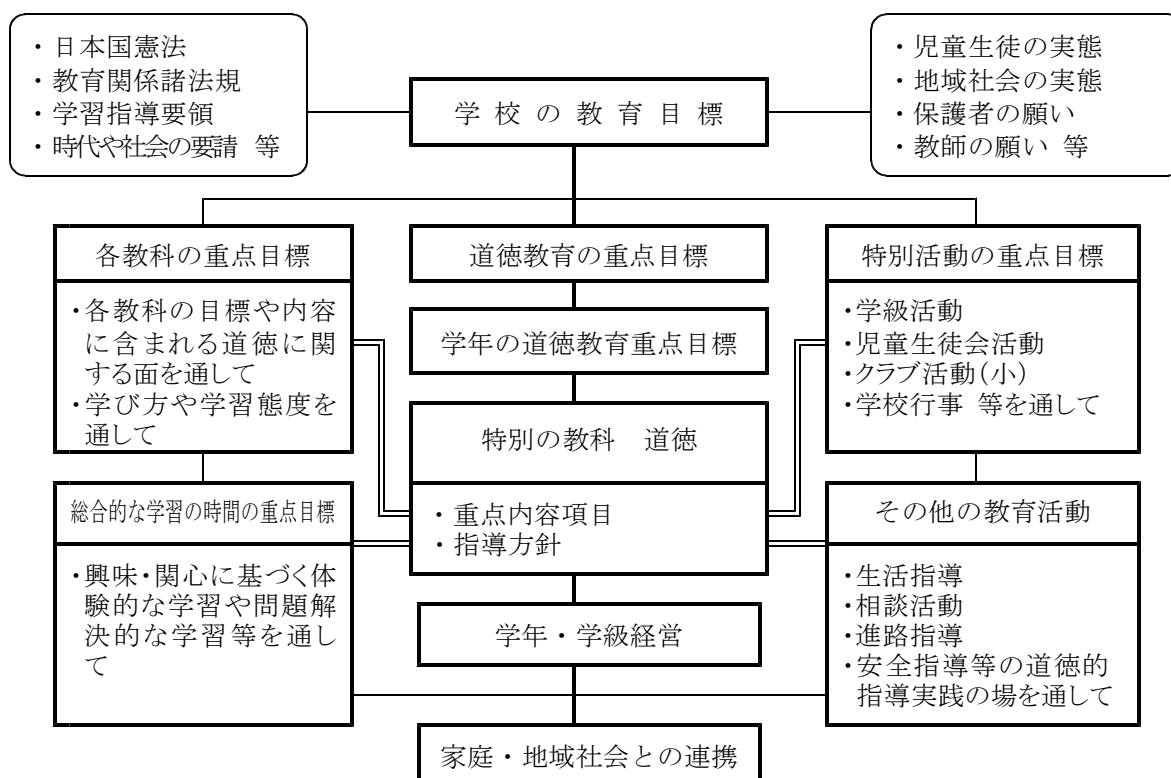 ・日本国憲法
・教育関係諸法規
・学習指導要領
・時代や社会の要請 等
学校の教育目標
・児童生徒の実態
・地域社会の実態
・保護者の願い
・教師の願い 等
各教科の重点目標
・各教科の目標や内容
に含まれる道徳に関
する面を通して
・学び方や学習態度を
通して
道徳教育の重点目標
学年の道徳教育重点目標
特別の教科　道徳
・重点内容項目
・指導方針
特別活動の重点目標
・学級活動
・児童生徒会活動
・クラブ活動(小)
・学校行事 等を通して
総合的な学習の時間の重点目標
・興味・関心に基づく体
験的な学習や問題解
決的な学習等を通し
て
その他の教育活動
・生活指導
・相談活動
・進路指導
・安全指導等の道徳的
指導実践の場を通して
学年・学級経営
家庭・地域社会との連携